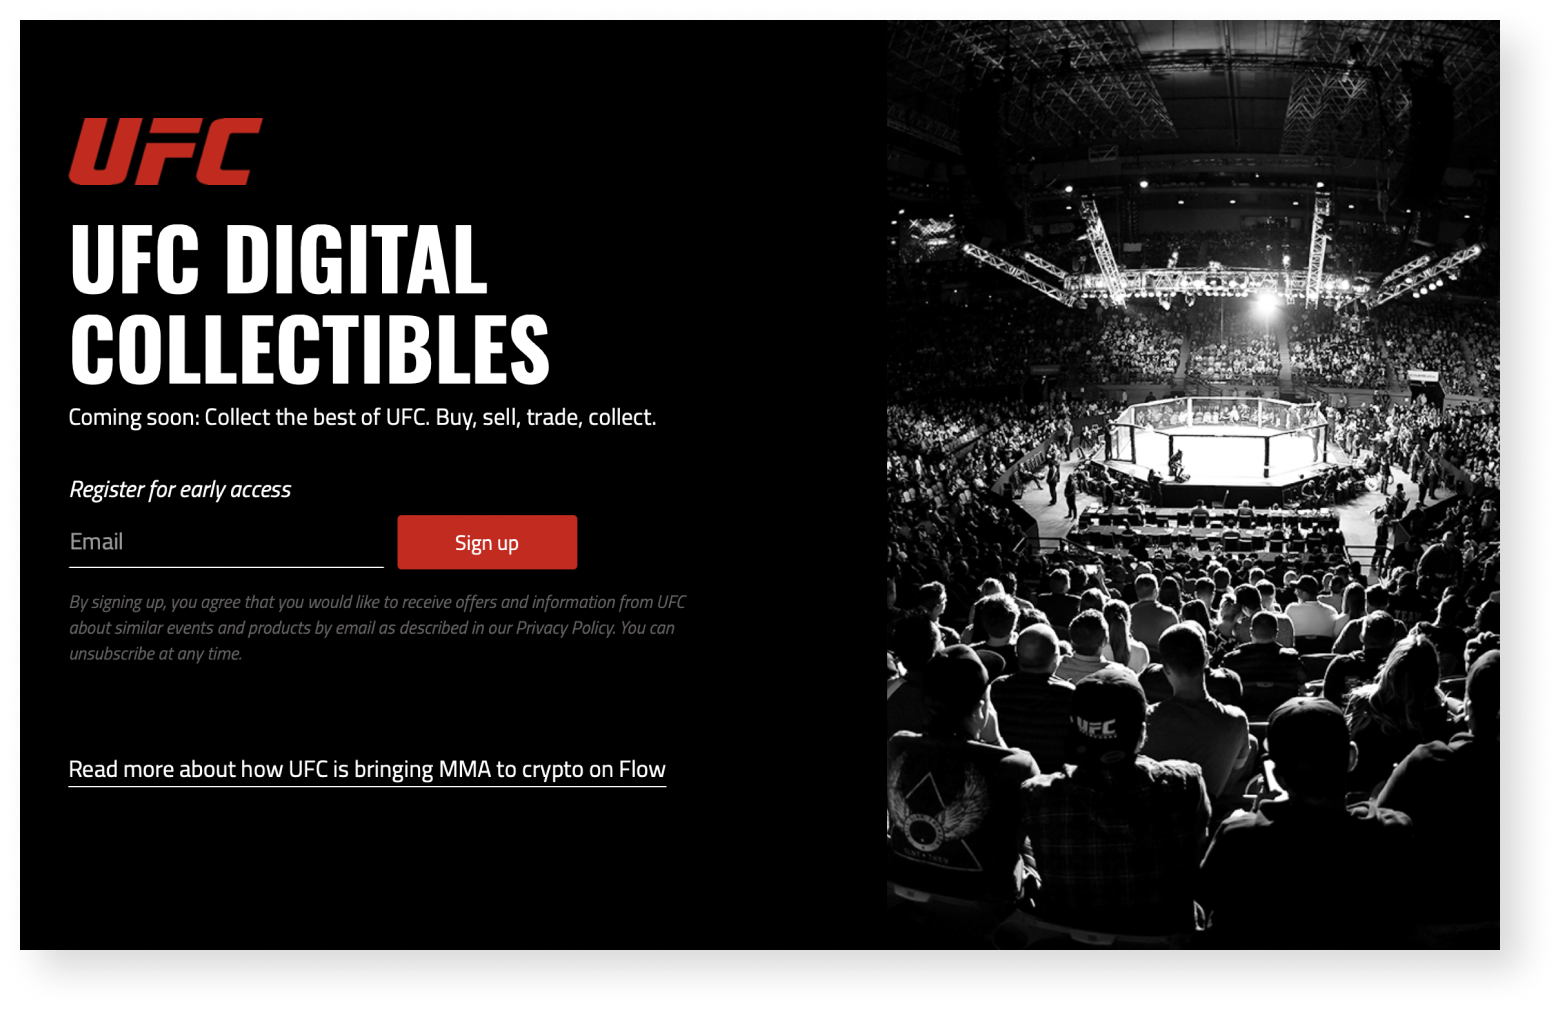 UFC
UFC DIGITAL
COLLECTIBLES
Coming soon: Collect the best of UFC. Buy, sell, trade, collect.
Register for early access
Email
Sign up
By signing up, you agree that you would like to receive offers and information from UFC
about similar events and products by email as described in our Privacy Policy. You can
unsubscribe at any time.
Read more about how UFC is bringing MMA to crypto on Flow
UFC